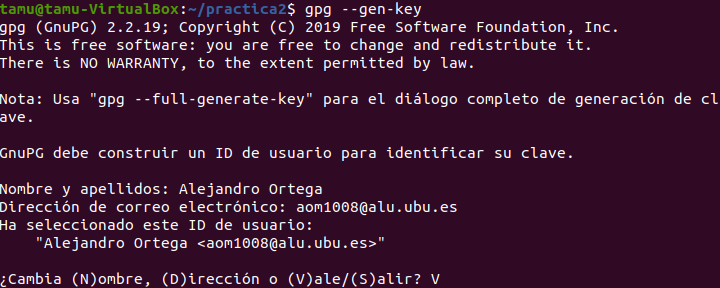 tamu@tamu-VirtualBox:~/practica2$ gpg --gen-key
gpg (GnuPG) 2.2.19; Copyright (C) 2019 Free Software Foundation, Inc.
This is free software: you are free to change and redistribute it.
There is NO WARRANTY, to the extent permitted by law.
Nota: Usa "gpg --full-generate-key" para el diálogo completo de generación de cl
ave.
GnuPG debe construir un ID de usuario para identificar su clave.
Nombre y apellidos: Alejandro Ortega
Dirección de correo electrónico: aom1008@alu.ubu.es
Ha seleccionado este ID de usuario:
    "Alejandro Ortega <aom1008@alu.ubu.es>"
¿Cambia (N)ombre, (D)irección o (V)ale/(S)alir? V